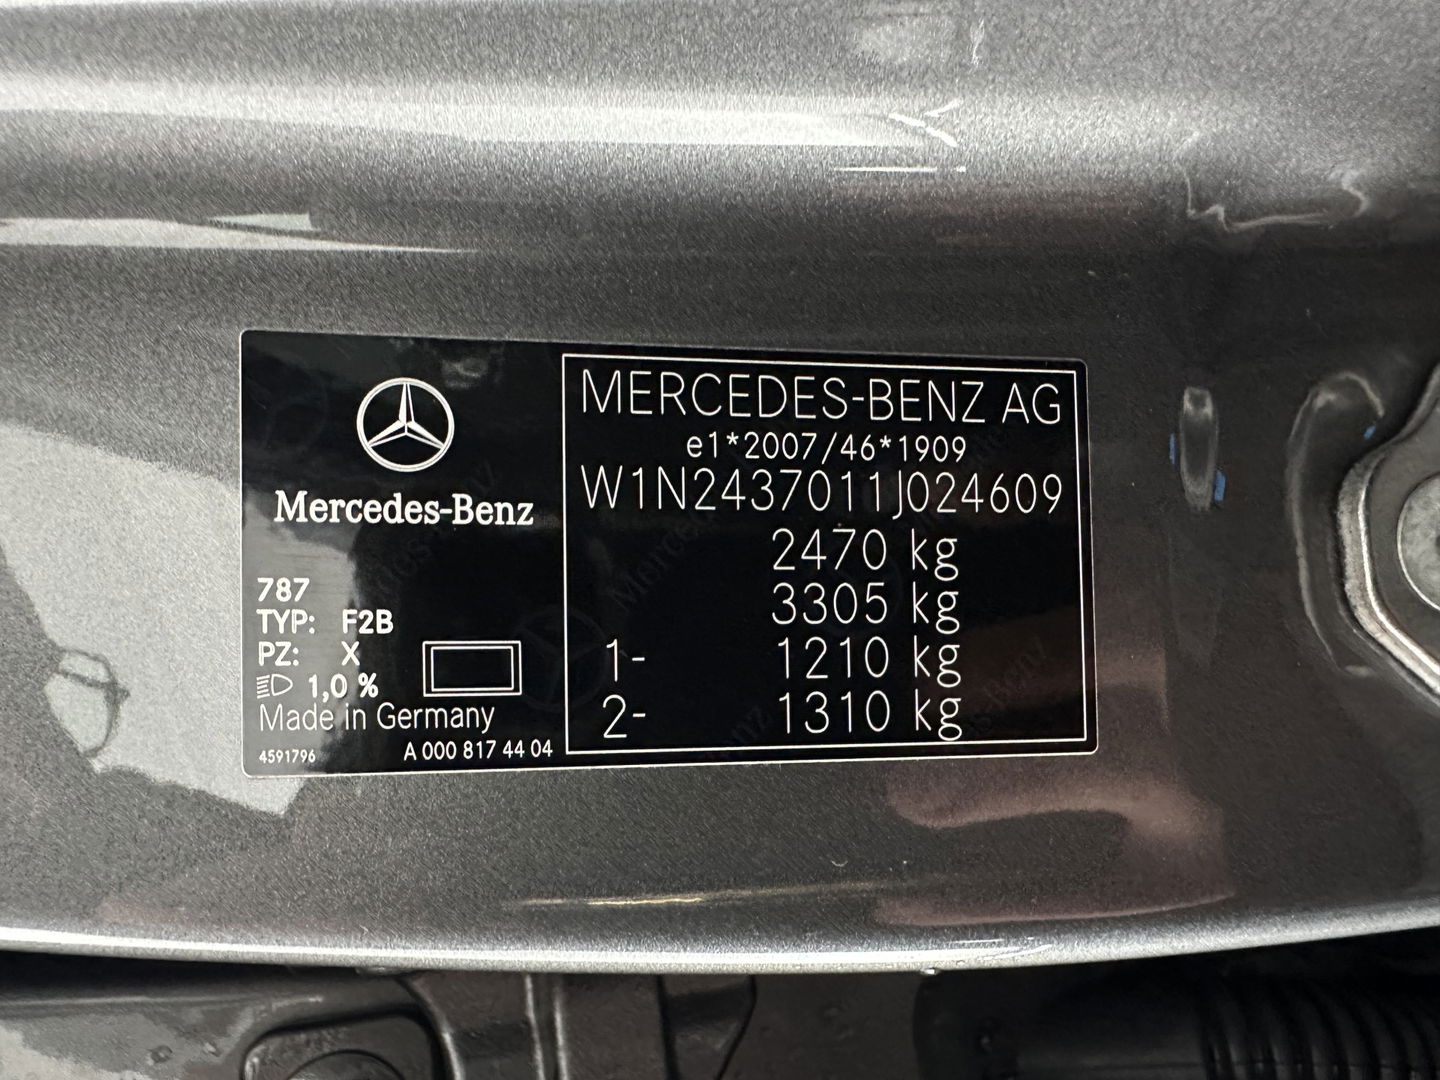 Mercedes-Benz
787
TYP: F2B
PZ: X
1,0 %
Made in Germany
4591796
A 000 817 44 04
MERCEDES-BENZ AG
e1*2007/46*1909
W1N2437011J024609
2470 kg
3305 kg
1- 1210 kg
2- 1310 kg